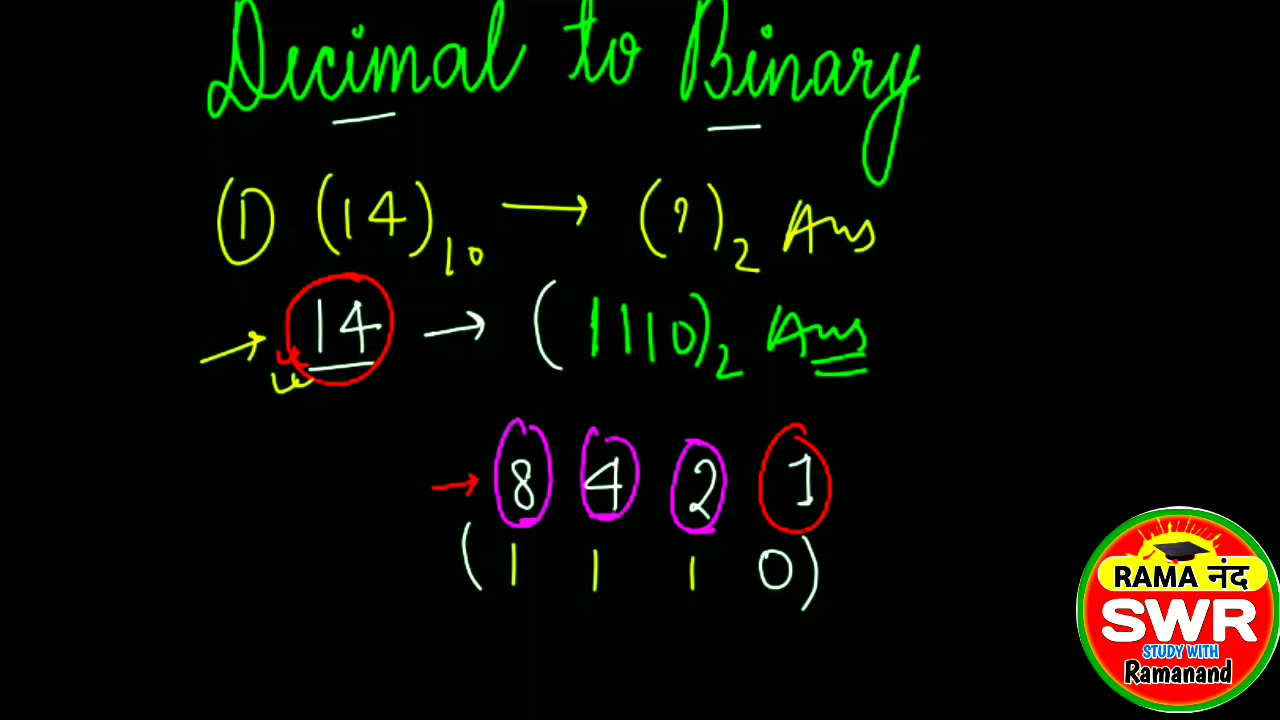 Decimal to Binary
① (14)10 → (?)2 Ans
→ 14 → (1110)2 Ans
→ 8 4 2 1
(1 1 1 0)
RAMA नंद
SWR
STUDY WITH
Ramanand